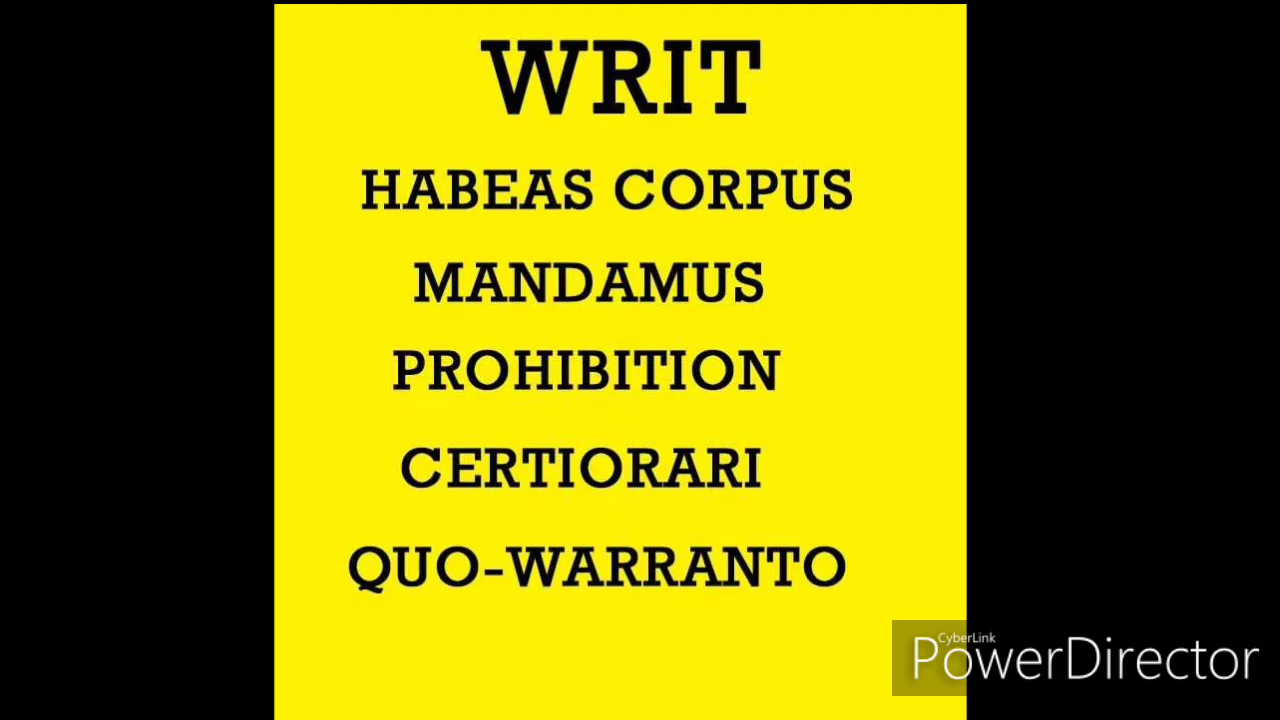 WRIT
HABEAS CORPUS
MANDAMUS
PROHIBITION
CERTIORARI
QUO-WARRANTO
CyberLink
PowerDirector